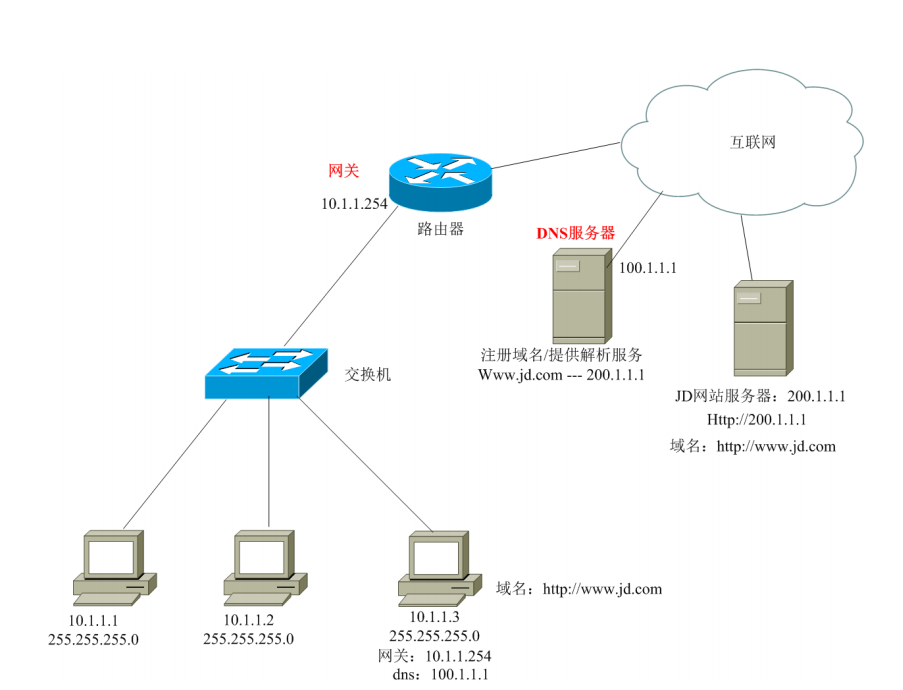 互联网
网关
10.1.1.254
路由器
DNS服务器
100.1.1.1
注册域名/提供解析服务
Www.jd.com --- 200.1.1.1
JD网站服务器：200.1.1.1
Http://200.1.1.1
域名：http://www.jd.com
交换机
10.1.1.1
255.255.255.0
10.1.1.2
255.255.255.0
10.1.1.3
255.255.255.0
网关：10.1.1.254
dns：100.1.1.1
域名：http://www.jd.com